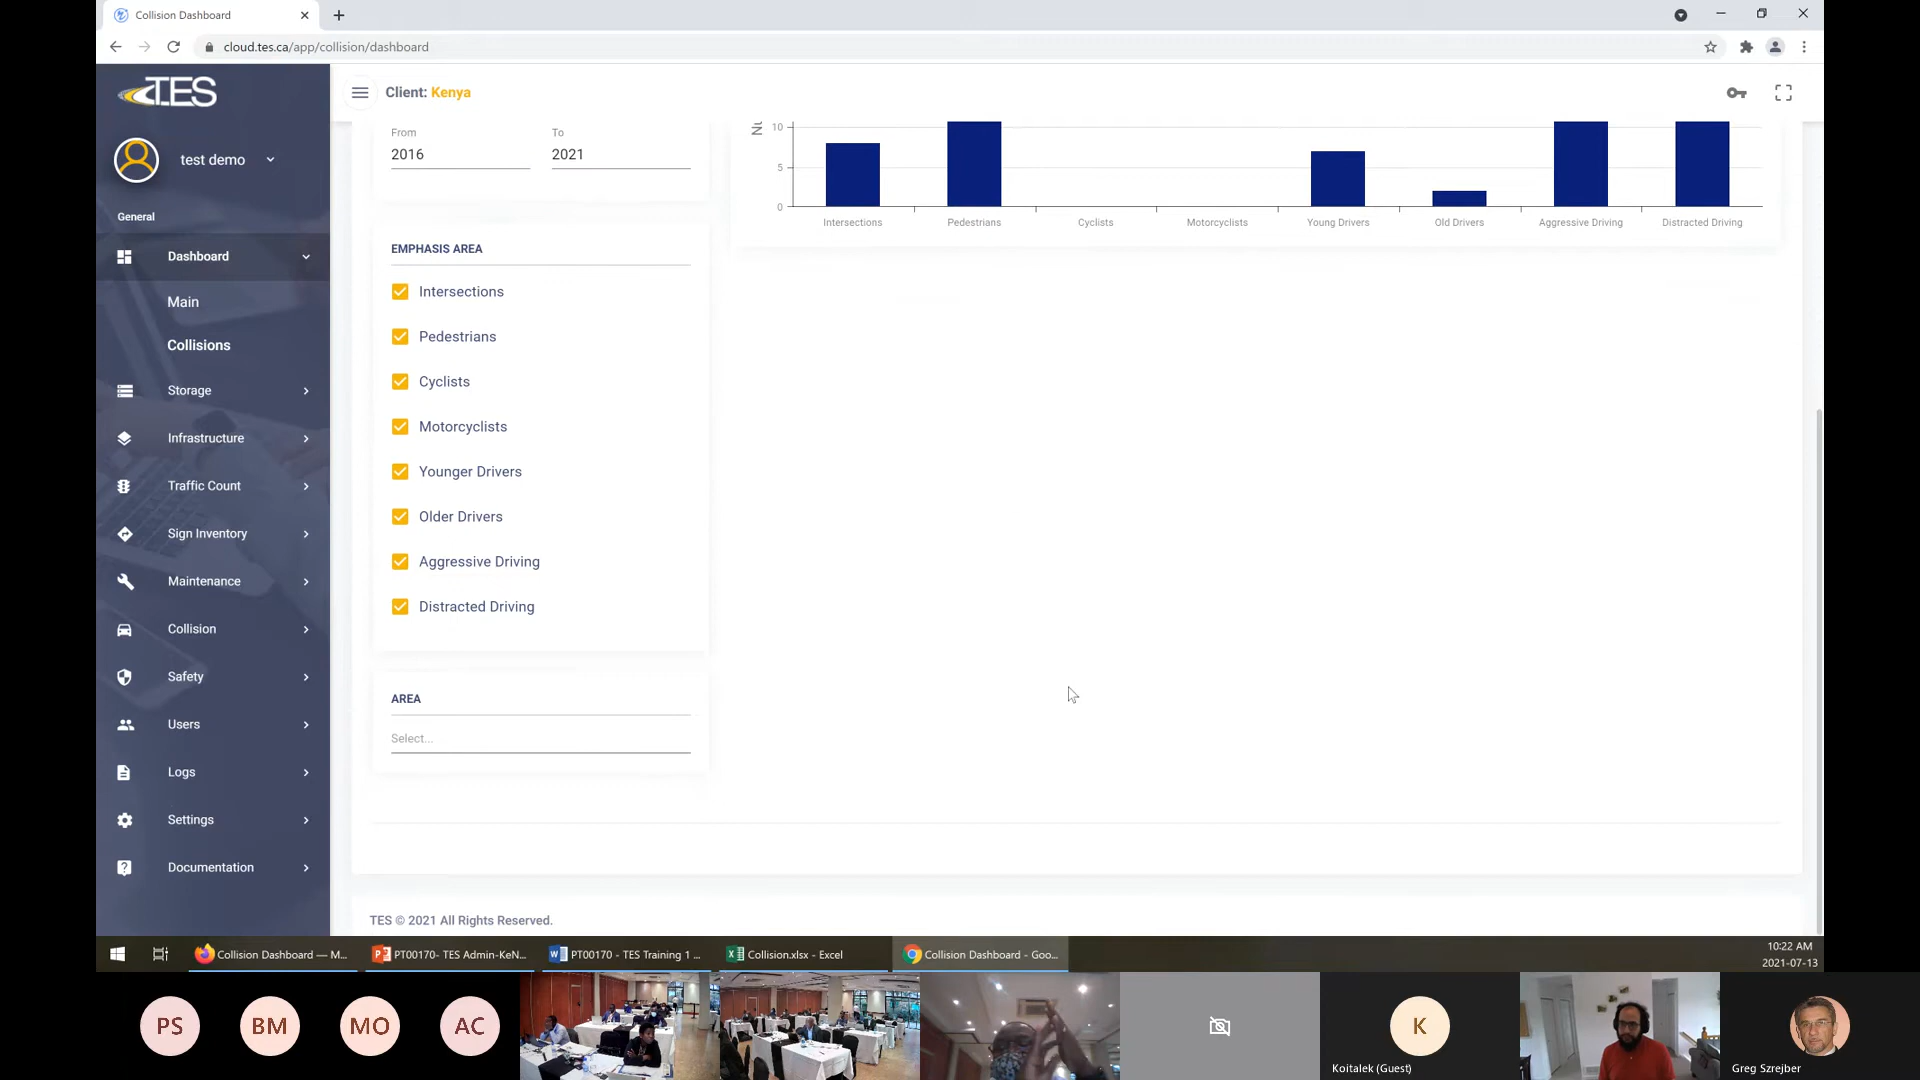 Collision Dashboard
cloud.tes.ca/app/collision/dashboard
TES
Client: Kenya
test demo
General
Dashboard
Main
Collisions
Storage
Infrastructure
Traffic Count
Sign Inventory
Maintenance
Collision
Safety
Users
Logs
Settings
Documentation
From
To
2016
2021
EMPHASIS AREA
Intersections
Pedestrians
Cyclists
Motorcyclists
Younger Drivers
Older Drivers
Aggressive Driving
Distracted Driving
AREA
Select...
10
5
0
Intersections
Pedestrians
Cyclists
Motorcyclists
Young Drivers
Old Drivers
Aggressive Driving
Distracted Driving
TES © 2021 All Rights Reserved.
Collision Dashboard — M...
PT00170- TES Admin-KeN...
PT00170 - TES Training 1 ...
Collision.xlsx - Excel
Collision Dashboard - Goo...
10:22 AM
2021-07-13
PS
BM
MO
AC
K
Koitalek (Guest)
Greg Szrejber